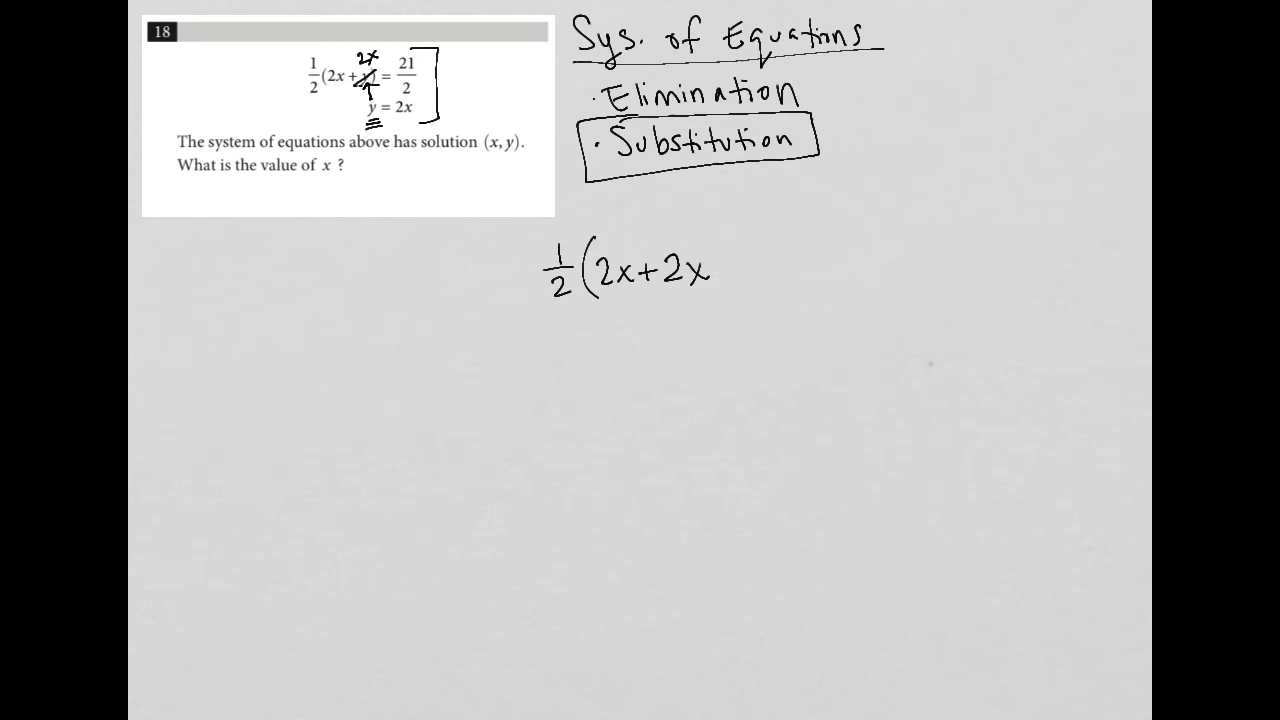 18
1/2 (2x + y) = 21/2
2x
y = 2x
The system of equations above has solution (x, y).
What is the value of x ?
Sys. of Equations
· Elimination
· Substitution
1/2 (2x + 2x